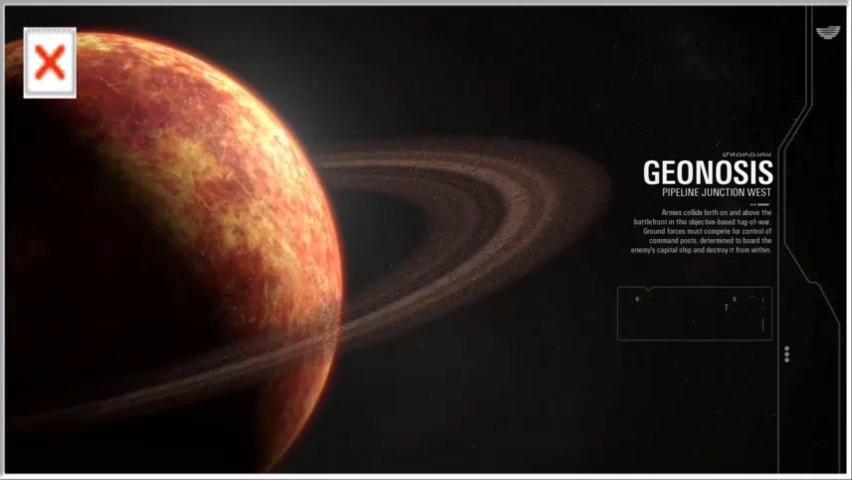 GEONOSIS
PIPELINE JUNCTION WEST
Armies collide both on and above the
battlefront in this objective-based tug-of-war.
Ground forces must compete for control of
command posts, determined to board the
enemy's capital ship and destroy it from within.
e
s
T